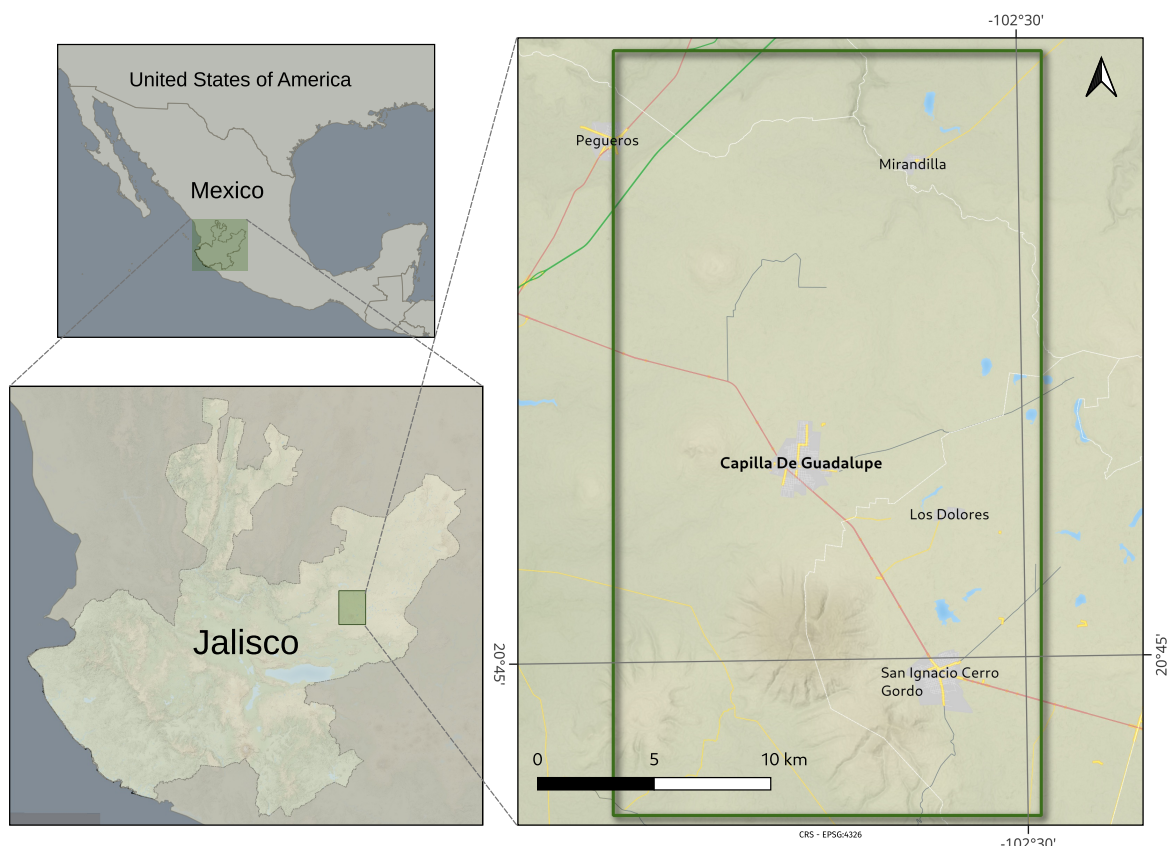 -102°30'
United States of America
Mexico
Pegueros
Mirandilla
Capilla De Guadalupe
Los Dolores
Jalisco
20°45'
20°45'
San Ignacio Cerro
Gordo
0 5 10 km
CRS - EPSG:4326
-102°30'